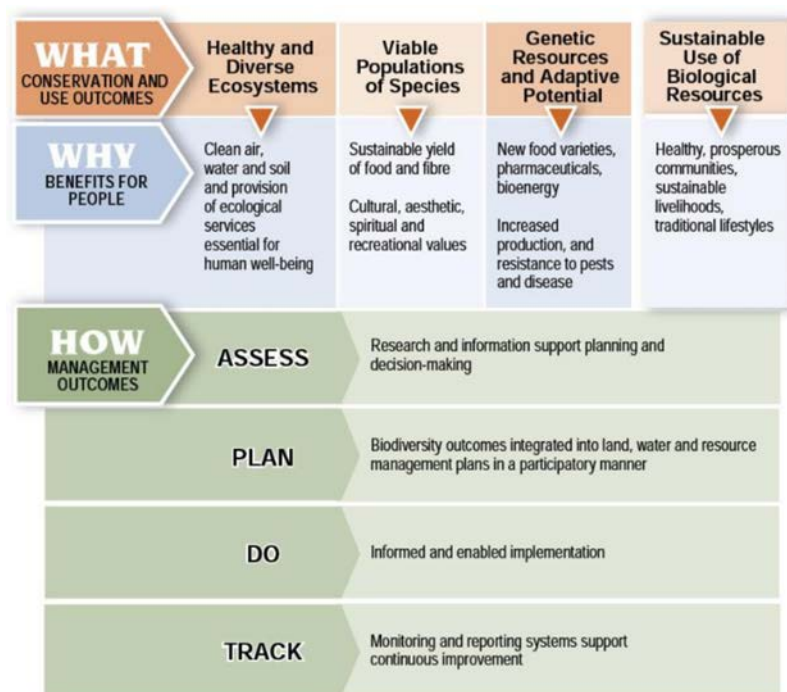 WHAT
CONSERVATION AND
USE OUTCOMES
Healthy and
Diverse
Ecosystems
Viable
Populations
of Species
Genetic
Resources
and Adaptive
Potential
Sustainable
Use of
Biological
Resources
WHY
BENEFITS FOR
PEOPLE
Clean air,
water and soil
and provision
of ecological
services
essential for
human well-being
Sustainable yield
of food and fibre
Cultural, aesthetic,
spiritual and
recreational values
New food varieties,
pharmaceuticals,
bioenergy
Increased
production, and
resistance to pests
and disease
Healthy, prosperous
communities,
sustainable
livelihoods,
traditional lifestyles
HOW
MANAGEMENT
OUTCOMES
ASSESS
Research and information support planning and
decision-making
PLAN
Biodiversity outcomes integrated into land, water and resource
management plans in a participatory manner
DO
Informed and enabled implementation
TRACK
Monitoring and reporting systems support
continuous improvement